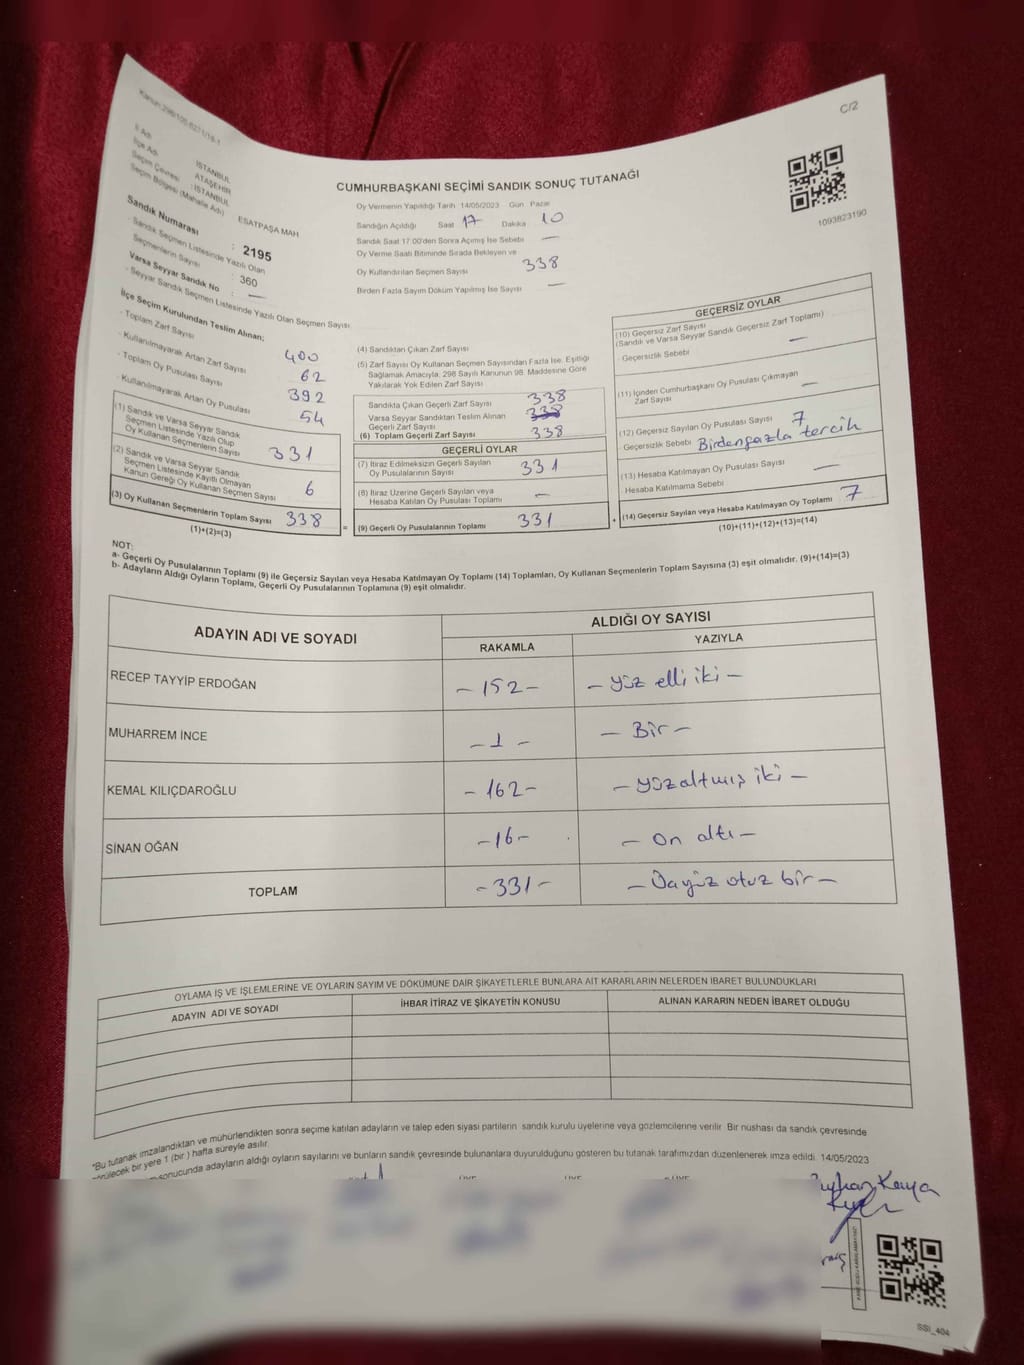 Kanun:298/105-6271/16-1
C/2
İl Adı : İSTANBUL
İlçe Adı : ATAŞEHİR
Seçim Çevresi : İSTANBUL
Seçim Bölgesi (Mahalle Adı) ESATPAŞA MAH
Sandık Numarası : 2195
- Sandık Seçmen Listesinde Yazılı Olan
Seçmenlerin Sayısı : 360
Varsa Seyyar Sandık No : —
- Seyyar Sandık Seçmen Listesinde Yazılı Olan Seçmen Sayısı
CUMHURBAŞKANI SEÇİMİ SANDIK SONUÇ TUTANAĞI
Oy Vermenin Yapıldığı Tarih 14/05/2023 Gün Pazar
Sandığın Açıldığı Saat 17 Dakika 10
Sandık Saat 17:00'den Sonra Açımış İse Sebebi —
Oy Verme Saati Bitiminde Sırada Bekleyen ve
Oy Kullandırılan Seçmen Sayısı 338
Birden Fazla Sayım Döküm Yapılmış İse Sayısı —
1093823190
İlçe Seçim Kurulundan Teslim Alınan;
- Toplam Zarf Sayısı 400
- Kullanılmayarak Artan Zarf Sayısı 62
- Toplam Oy Pusulası Sayısı 392
- Kullanılmayarak Artan Oy Pusulası 54
(1) Sandık ve Varsa Seyyar Sandık
Seçmen Listesinde Yazılı Olup
Oy Kullanan Seçmenlerin Sayısı 331
(2) Sandık ve Varsa Seyyar Sandık
Seçmen Listesinde Kayıtlı Olmayan
Kanun Gereği Oy Kullanan Seçmen Sayısı 6
(3) Oy Kullanan Seçmenlerin Toplam Sayısı 338
(1)+(2)=(3)
(4) Sandıktan Çıkan Zarf Sayısı
(5) Zarf Sayısı Oy Kullanan Seçmen Sayısından Fazla İse, Eşitliği
Sağlamak Amacıyla, 298 Sayılı Kanunun 98. Maddesine Göre
Yakılarak Yok Edilen Zarf Sayısı
Sandıkta Çıkan Geçerli Zarf Sayısı 338
Varsa Seyyar Sandıktan Teslim Alınan
Geçerli Zarf Sayısı 338
(6) Toplam Geçerli Zarf Sayısı 338
GEÇERLİ OYLAR
(7) İtiraz Edilmeksizin Geçerli Sayılan
Oy Pusulalarının Sayısı 331
(8) İtiraz Üzerine Geçerli Sayılan veya
Hesaba Katılan Oy Pusulası Toplamı —
= (9) Geçerli Oy Pusulalarının Toplamı 331 +
GEÇERSİZ OYLAR
(10) Geçersiz Zarf Sayısı
(Sandık ve Varsa Seyyar Sandık Geçersiz Zarf Toplamı) —
- Geçersizlik Sebebi
(11) İçinden Cumhurbaşkanı Oy Pusulası Çıkmayan
Zarf Sayısı —
(12) Geçersiz Sayılan Oy Pusulası Sayısı 7
Geçersizlik Sebebi Birdenfazla tercih
(13) Hesaba Katılmayan Oy Pusulası Sayısı —
Hesaba Katılmama Sebebi
(14) Geçersiz Sayılan veya Hesaba Katılmayan Oy Toplamı 7
(10)+(11)+(12)+(13)=(14)
NOT:
a- Geçerli Oy Pusulalarının Toplamı (9) ile Geçersiz Sayılan veya Hesaba Katılmayan Oy Toplamı (14) Toplamları, Oy Kullanan Seçmenlerin Toplam Sayısına (3) eşit olmalıdır. (9)+(14)=(3)
b- Adayların Aldığı Oyların Toplamı, Geçerli Oy Pusulalarının Toplamına (9) eşit olmalıdır.
ADAYIN ADI VE SOYADI ALDIĞI OY SAYISI
RAKAMLA YAZIYLA
RECEP TAYYİP ERDOĞAN – 152 – – Yüz elli iki –
MUHARREM İNCE – 1 – – Bir –
KEMAL KILIÇDAROĞLU – 162 – – Yüzaltmış iki –
SİNAN OĞAN – 16 – – On altı –
TOPLAM – 331 – – Üçyüz otuz bir –
OYLAMA İŞ VE İŞLEMLERİNE VE OYLARIN SAYIM VE DÖKÜMÜNE DAİR ŞİKAYETLERLE BUNLARA AİT KARARLARIN NELERDEN İBARET BULUNDUKLARI
ADAYIN ADI VE SOYADI İHBAR İTİRAZ VE ŞİKAYETİN KONUSU ALINAN KARARIN NEDEN İBARET OLDUĞU
"Bu tutanak imzalandıktan ve mühürlendikten sonra seçime katılan adayların ve talep eden siyasi partilerin sandık kurulu üyelerine veya gözlemcilerine verilir. Bir nüshası da sandık çevresinde
görülecek bir yere 1 (bir) hafta süreyle asılır.
sonucunda adayların aldığı oyların sayılarını ve bunların sandık çevresinde bulunanlara duyurulduğunu gösteren bu tutanak tarafımızdan düzenlenerek imza edildi. 14/05/2023
Kaya
SSİ_404